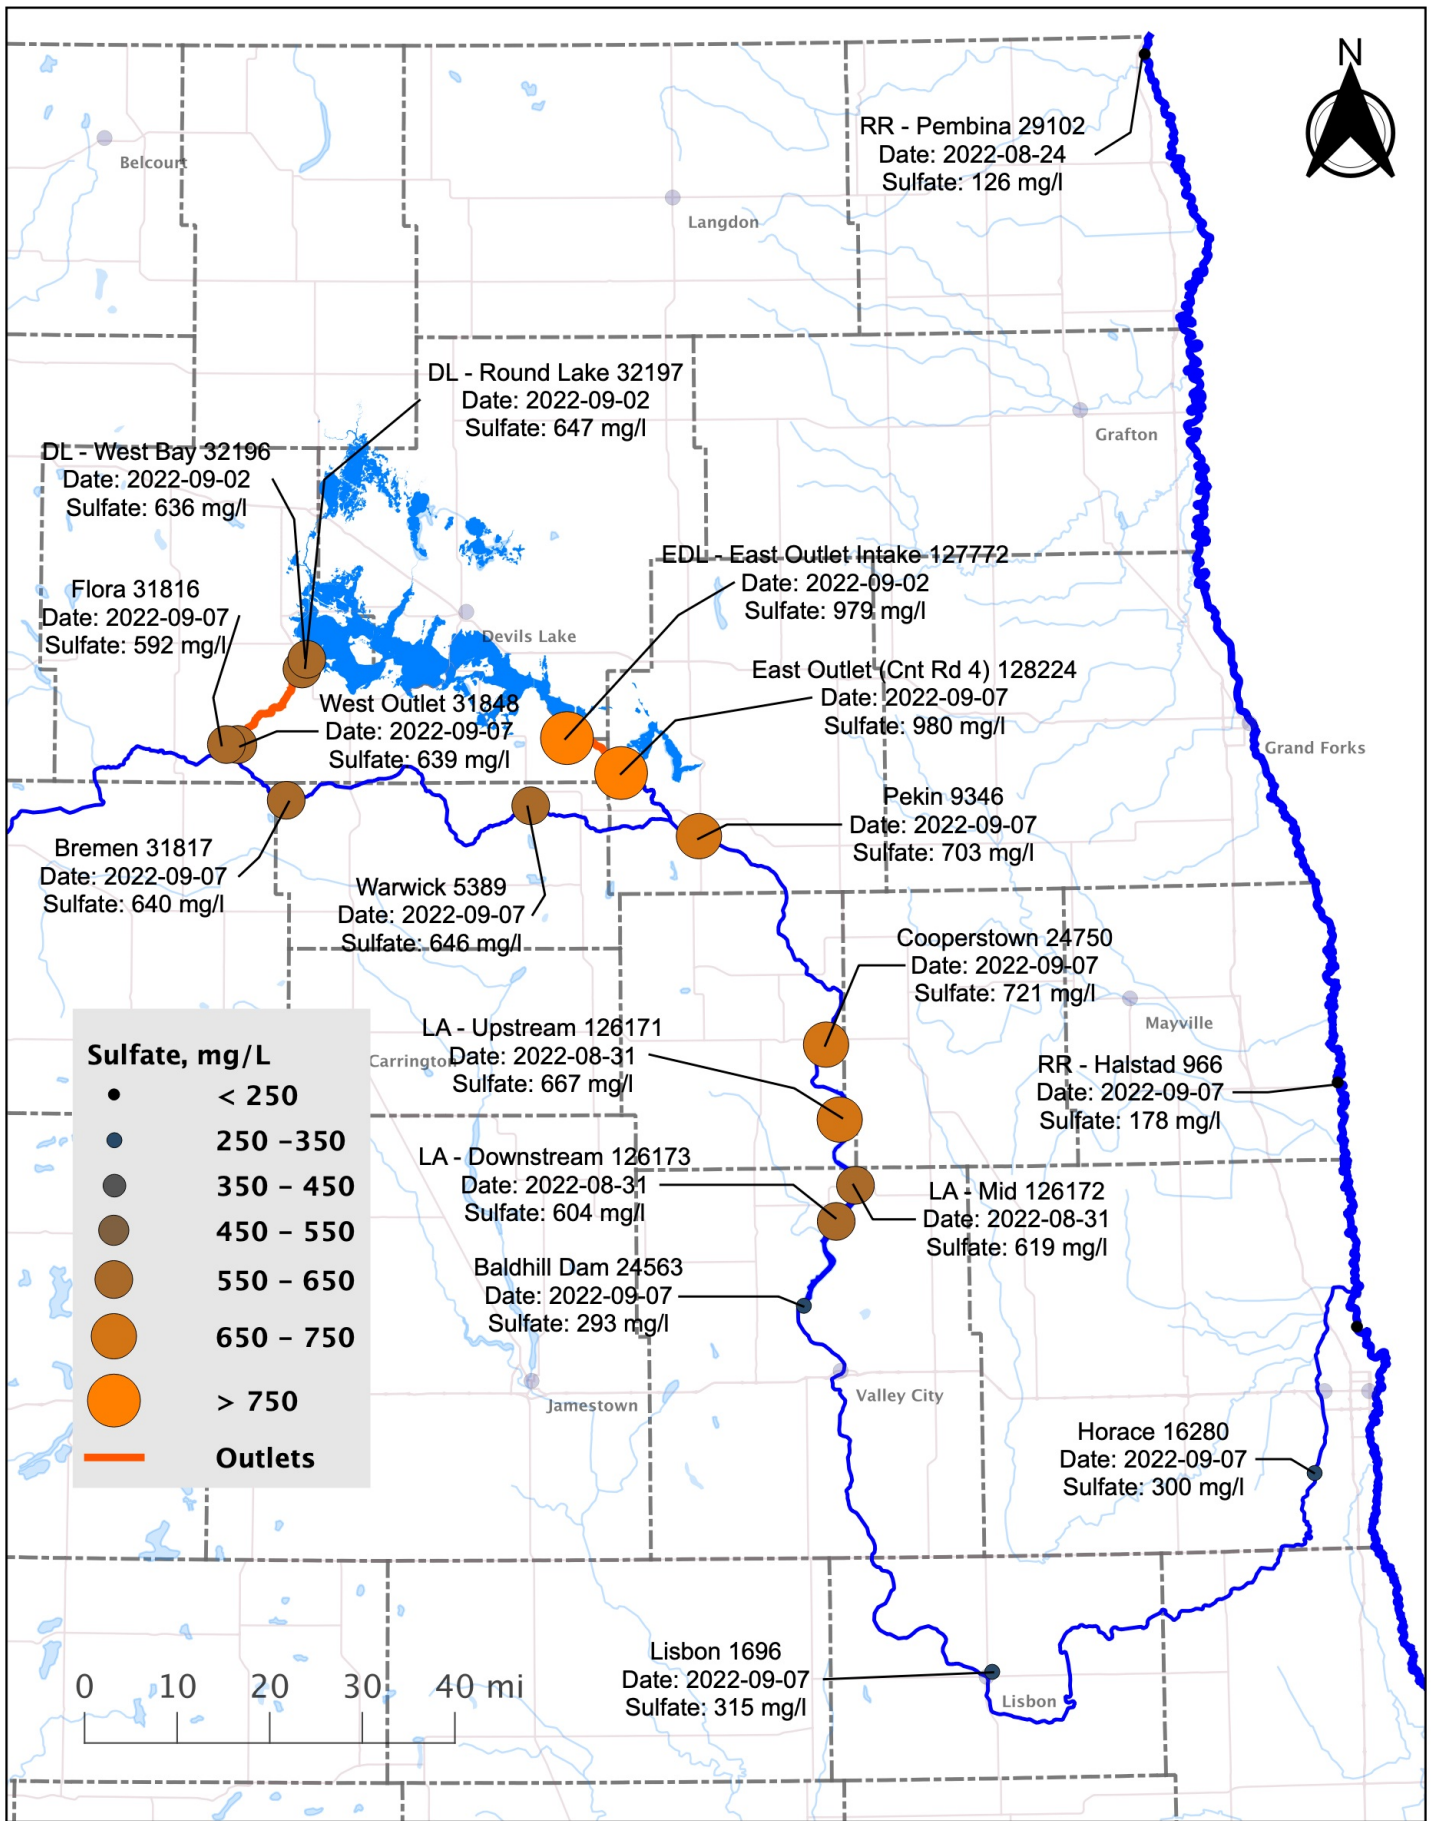 N
RR - Pembina 29102
Date: 2022-08-24
Sulfate: 126 mg/l
Belcourt
Langdon
DL - Round Lake 32197
Date: 2022-09-02
Sulfate: 647 mg/l
Grafton
DL - West Bay 32196
Date: 2022-09-02
Sulfate: 636 mg/l
EDL - East Outlet Intake 127772
Date: 2022-09-02
Sulfate: 979 mg/l
Flora 31816
Date: 2022-09-07
Sulfate: 592 mg/l
Devils Lake
East Outlet (Cnt Rd 4) 128224
Date: 2022-09-07
Sulfate: 980 mg/l
West Outlet 31848
Date: 2022-09-07
Sulfate: 639 mg/l
Grand Forks
Pekin 9346
Date: 2022-09-07
Sulfate: 703 mg/l
Bremen 31817
Date: 2022-09-07
Sulfate: 640 mg/l
Warwick 5389
Date: 2022-09-07
Sulfate: 646 mg/l
Cooperstown 24750
Date: 2022-09-07
Sulfate: 721 mg/l
Mayville
LA - Upstream 126171
Date: 2022-08-31
Sulfate: 667 mg/l
Carrington
RR - Halstad 966
Date: 2022-09-07
Sulfate: 178 mg/l
LA - Downstream 126173
Date: 2022-08-31
Sulfate: 604 mg/l
LA - Mid 126172
Date: 2022-08-31
Sulfate: 619 mg/l
Baldhill Dam 24563
Date: 2022-09-07
Sulfate: 293 mg/l
Valley City
Jamestown
Horace 16280
Date: 2022-09-07
Sulfate: 300 mg/l
Lisbon 1696
Date: 2022-09-07
Sulfate: 315 mg/l
Lisbon
Sulfate, mg/L
< 250
250 –350
350 – 450
450 – 550
550 – 650
650 – 750
> 750
Outlets
0 10 20 30 40 mi